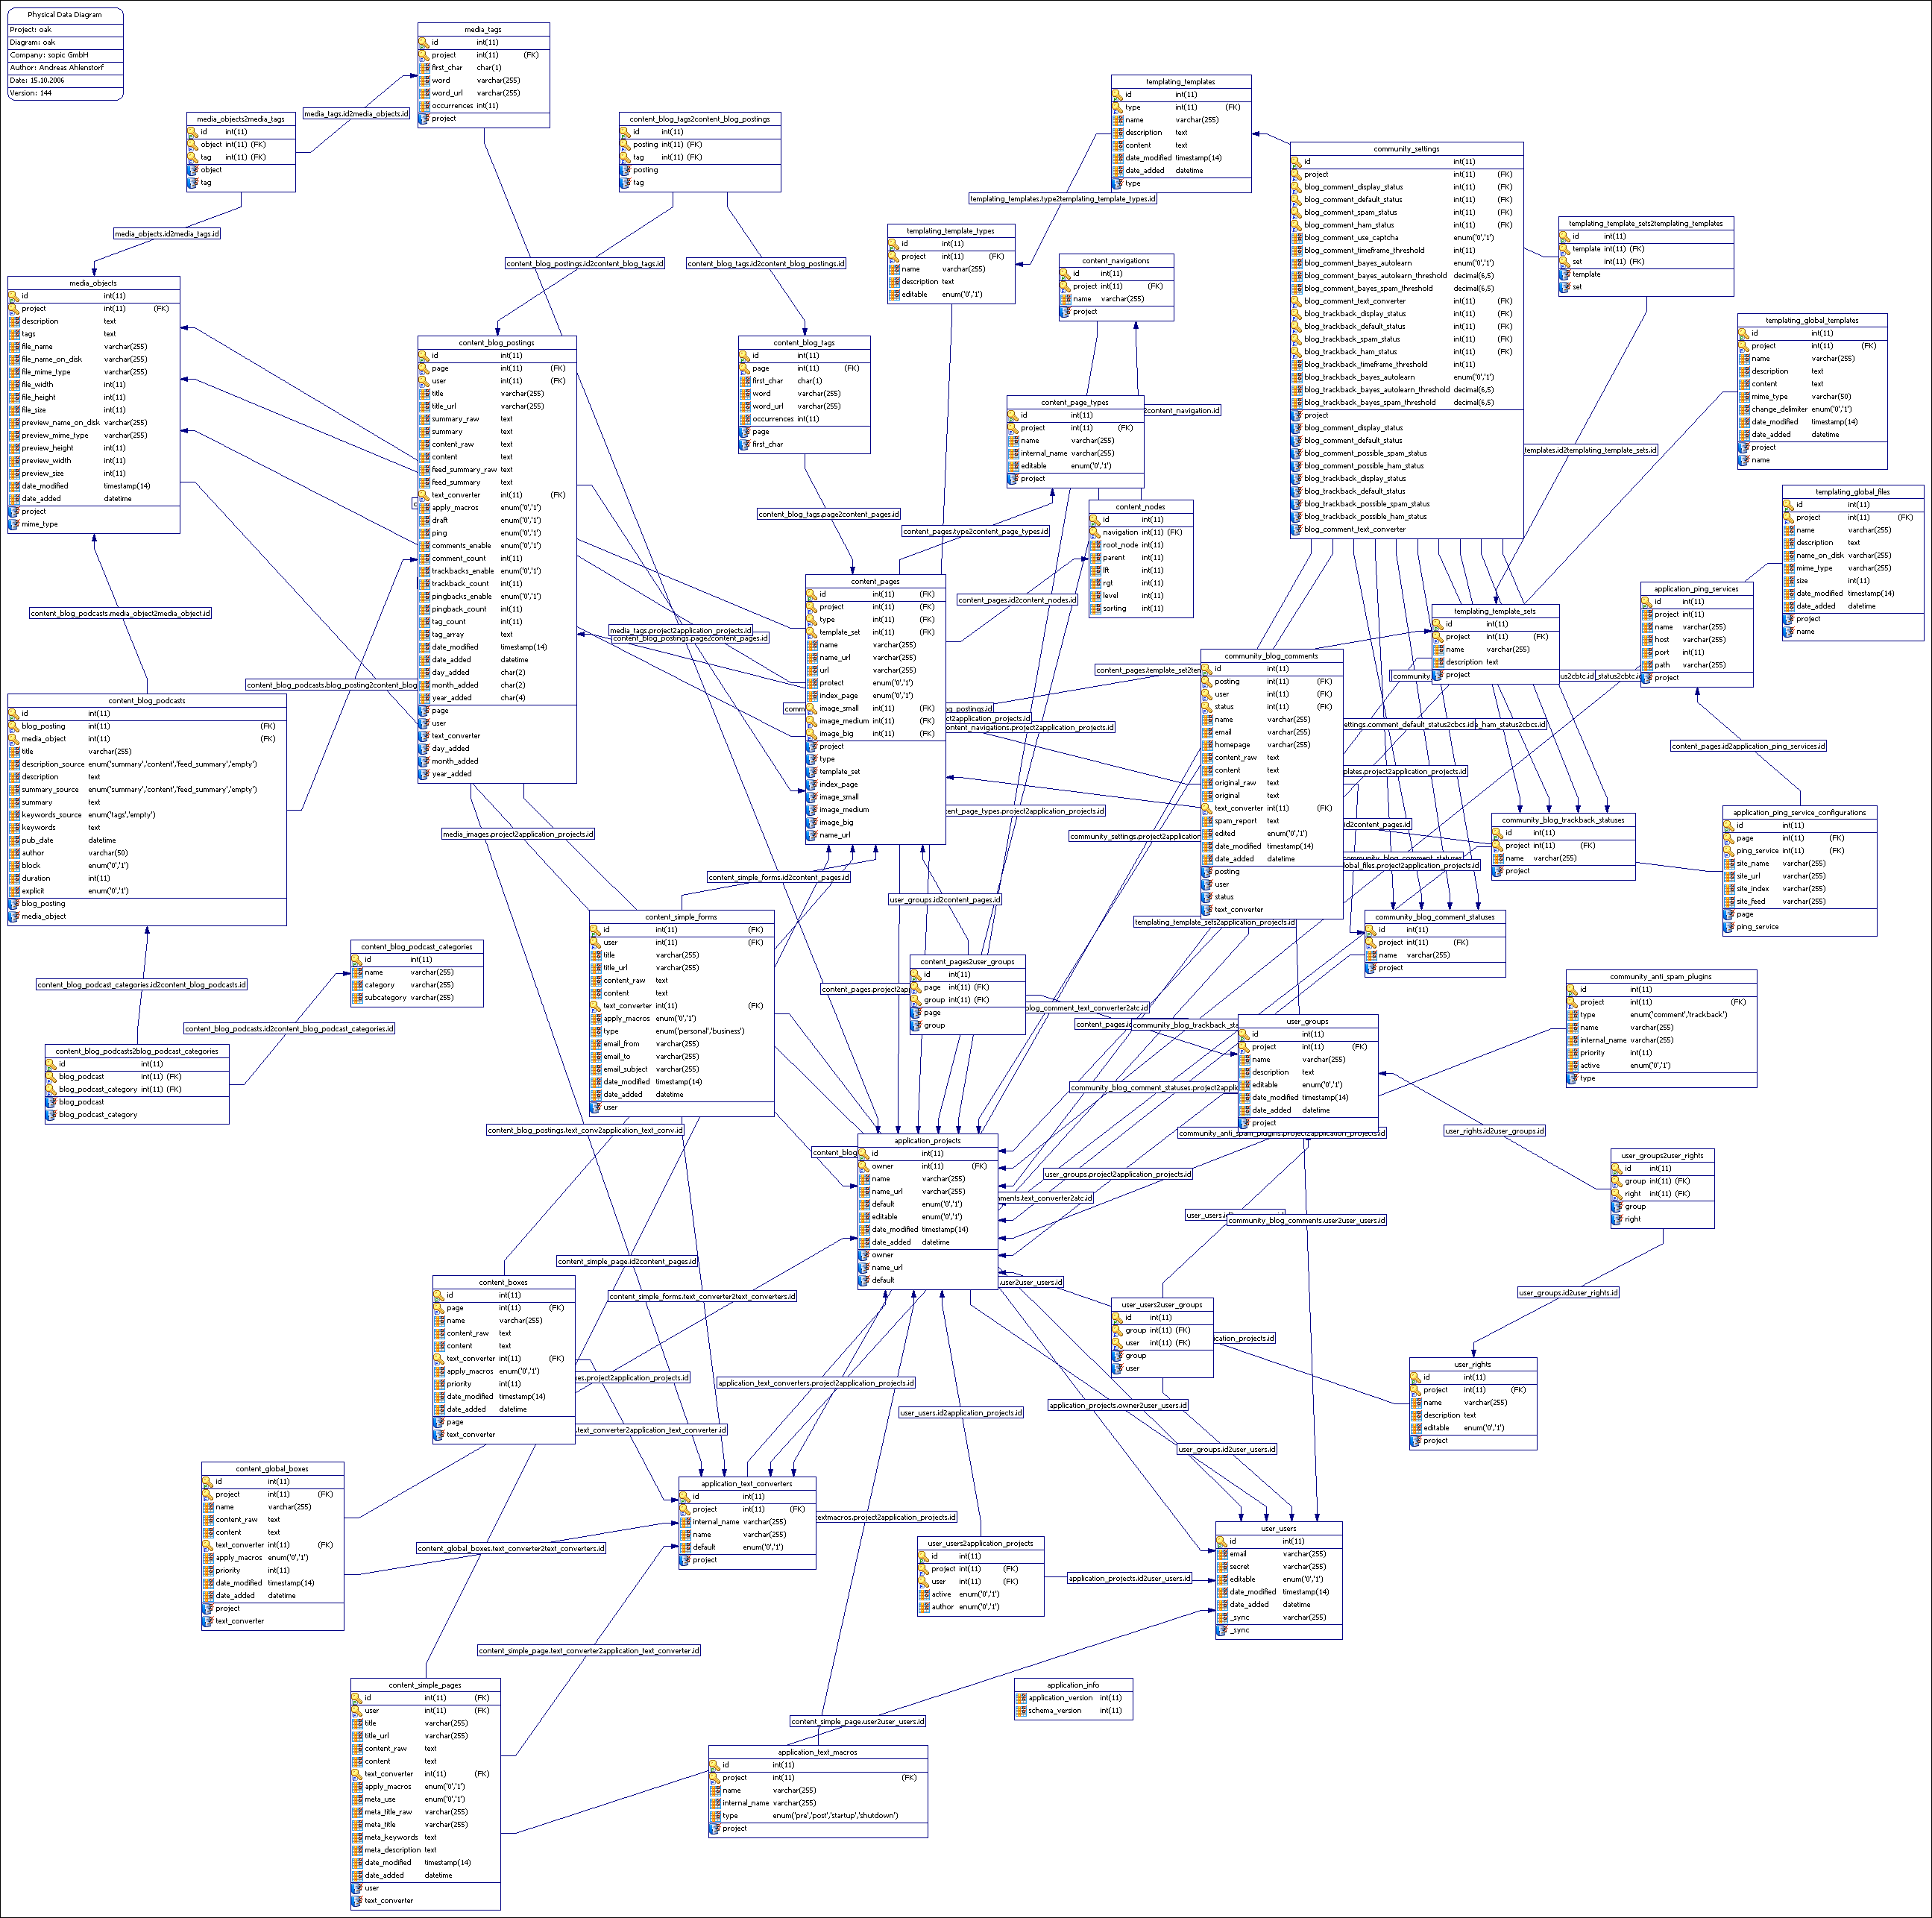 Physical Data Diagram
Project: oak
Diagram: oak
Company: sopic GmbH
Author: Andreas Ahlenstorf
Date: 15.10.2006
Version: 144
media_tags
id int(11)
project int(11) (FK)
first_char char(1)
word varchar(255)
word_url varchar(255)
occurrences int(11)
project
media_tags.id2media_objects.id
media_objects2media_tags
id int(11)
object int(11) (FK)
tag int(11) (FK)
object
tag
media_objects.id2media_tags.id
content_blog_tags2content_blog_postings
id int(11)
posting int(11) (FK)
tag int(11) (FK)
posting
tag
content_blog_postings.id2content_blog_tags.id
content_blog_tags.id2content_blog_postings.id
templating_templates
id int(11)
type int(11) (FK)
name varchar(255)
description text
content text
date_modified timestamp(14)
date_added datetime
type
templating_templates.type2templating_template_types.id
templating_template_types
id int(11)
project int(11) (FK)
name varchar(255)
description text
editable enum('0','1')
content_navigations
id int(11)
project int(11) (FK)
name varchar(255)
project
community_settings
id int(11)
project int(11) (FK)
blog_comment_display_status int(11) (FK)
blog_comment_default_status int(11) (FK)
blog_comment_spam_status int(11) (FK)
blog_comment_ham_status int(11) (FK)
blog_comment_use_captcha enum('0','1')
blog_comment_timeframe_threshold int(11)
blog_comment_bayes_autolearn enum('0','1')
blog_comment_bayes_autolearn_threshold decimal(6,5)
blog_comment_bayes_spam_threshold decimal(6,5)
blog_comment_text_converter int(11) (FK)
blog_trackback_display_status int(11) (FK)
blog_trackback_default_status int(11) (FK)
blog_trackback_spam_status int(11) (FK)
blog_trackback_ham_status int(11) (FK)
blog_trackback_timeframe_threshold int(11)
blog_trackback_bayes_autolearn enum('0','1')
blog_trackback_bayes_autolearn_threshold decimal(6,5)
blog_trackback_bayes_spam_threshold decimal(6,5)
project
blog_comment_display_status
blog_comment_default_status
blog_comment_possible_spam_status
blog_comment_possible_ham_status
blog_trackback_display_status
blog_trackback_default_status
blog_trackback_possible_spam_status
blog_trackback_possible_ham_status
blog_comment_text_converter
templating_template_sets2templating_templates
id int(11)
template int(11) (FK)
set int(11) (FK)
template
set
templating_global_templates
id int(11)
project int(11) (FK)
name varchar(255)
description text
content text
mime_type varchar(50)
change_delimiter enum('0','1')
date_modified timestamp(14)
date_added datetime
project
name
templates.id2templating_template_sets.id
templating_global_files
id int(11)
project int(11) (FK)
name varchar(255)
description text
name_on_disk varchar(255)
mime_type varchar(255)
size int(11)
date_modified timestamp(14)
date_added datetime
project
name
media_objects
id int(11)
project int(11) (FK)
description text
tags text
file_name varchar(255)
file_name_on_disk varchar(255)
file_mime_type varchar(255)
file_width int(11)
file_height int(11)
file_size int(11)
preview_name_on_disk varchar(255)
preview_mime_type varchar(255)
preview_height int(11)
preview_width int(11)
preview_size int(11)
date_modified timestamp(14)
date_added datetime
project
mime_type
content_blog_postings
id int(11)
page int(11) (FK)
user int(11) (FK)
title varchar(255)
title_url varchar(255)
summary_raw text
summary text
content_raw text
content text
feed_summary_raw text
feed_summary text
text_converter int(11) (FK)
apply_macros enum('0','1')
draft enum('0','1')
ping enum('0','1')
comments_enable enum('0','1')
comment_count int(11)
trackbacks_enable enum('0','1')
trackback_count int(11)
pingbacks_enable enum('0','1')
pingback_count int(11)
tag_count int(11)
tag_array text
date_modified timestamp(14)
date_added datetime
day_added char(2)
month_added char(2)
year_added char(4)
page
user
text_converter
day_added
month_added
year_added
content_blog_tags
id int(11)
page int(11) (FK)
first_char char(1)
word varchar(255)
word_url varchar(255)
occurrences int(11)
page
first_char
content_blog_tags.page2content_pages.id
2content_navigation.id
content_page_types
id int(11)
project int(11) (FK)
name varchar(255)
internal_name varchar(255)
editable enum('0','1')
project
content_pages.type2content_page_types.id
content_nodes
id int(11)
navigation int(11) (FK)
root_node int(11)
parent int(11)
lft int(11)
rgt int(11)
level int(11)
sorting int(11)
content_pages.id2content_nodes.id
content_pages
id int(11) (FK)
project int(11) (FK)
type int(11) (FK)
template_set int(11) (FK)
name varchar(255)
name_url varchar(255)
url varchar(255)
protect enum('0','1')
index_page enum('0','1')
image_small int(11) (FK)
image_medium int(11) (FK)
image_big int(11) (FK)
project
type
template_set
index_page
image_small
image_medium
image_big
name_url
application_ping_services
id int(11)
project int(11)
name varchar(255)
host varchar(255)
port int(11)
path varchar(255)
project
templating_template_sets
id int(11)
project int(11) (FK)
name varchar(255)
description text
project
content_blog_podcasts.media_object2media_object.id
media_tags.project2application_projects.id
content_blog_postings.page2content_pages.id
content_blog_podcasts.blog_posting2content_blog
content_pages.template_set2tem
community_blog_comments
id int(11)
posting int(11) (FK)
user int(11) (FK)
status int(11) (FK)
name varchar(255)
email varchar(255)
homepage varchar(255)
content_raw text
content text
original_raw text
original text
text_converter int(11) (FK)
spam_report text
edited enum('0','1')
date_modified timestamp(14)
date_added datetime
posting
user
status
text_converter
us2cbtc.id
_status2cbtc.id
g_postings.id
ct2application_projects.id
ontent_navigations.project2application_projects.id
ettings.comment_default_status2cbcs.id
_ham_status2cbcs.id
plates.project2application_projects.id
content_pages.id2application_ping_services.id
content_blog_podcasts
id int(11)
blog_posting int(11) (FK)
media_object int(11) (FK)
title varchar(255)
description_source enum('summary','content','feed_summary','empty')
description text
summary_source enum('summary','content','feed_summary','empty')
summary text
keywords_source enum('tags','empty')
keywords text
pub_date datetime
author varchar(50)
block enum('0','1')
duration int(11)
explicit enum('0','1')
blog_posting
media_object
media_images.project2application_projects.id
ent_page_types.project2application_projects.id
community_settings.project2application
id2content_pages.id
community_blog_comment_statuses
obal_files.project2application_projects.id
community_blog_trackback_statuses
id int(11)
project int(11) (FK)
name varchar(255)
project
application_ping_service_configurations
id int(11)
page int(11) (FK)
ping_service int(11) (FK)
site_name varchar(255)
site_url varchar(255)
site_index varchar(255)
site_feed varchar(255)
page
ping_service
content_simple_forms.id2content_pages.id
user_groups.id2content_pages.id
templating_template_sets2application_projects.id
community_blog_comment_statuses
id int(11)
project int(11) (FK)
name varchar(255)
project
content_simple_forms
id int(11) (FK)
user int(11) (FK)
title varchar(255)
title_url varchar(255)
content_raw text
content text
text_converter int(11) (FK)
apply_macros enum('0','1')
type enum('personal','business')
email_from varchar(255)
email_to varchar(255)
email_subject varchar(255)
date_modified timestamp(14)
date_added datetime
user
content_blog_podcast_categories
id int(11)
name varchar(255)
category varchar(255)
subcategory varchar(255)
content_blog_podcast_categories.id2content_blog_podcasts.id
content_blog_podcasts.id2content_blog_podcast_categories.id
content_blog_podcasts2blog_podcast_categories
id int(11)
blog_podcast int(11) (FK)
blog_podcast_category int(11) (FK)
blog_podcast
blog_podcast_category
content_pages2user_groups
id int(11)
page int(11) (FK)
group int(11) (FK)
page
group
content_pages.project2app
blog_comment_text_converter2atc.id
content_pages.id
community_blog_trackback_sta
user_groups
id int(11)
project int(11) (FK)
name varchar(255)
description text
editable enum('0','1')
date_modified timestamp(14)
date_added datetime
project
community_anti_spam_plugins
id int(11)
project int(11) (FK)
type enum('comment','trackback')
name varchar(255)
internal_name varchar(255)
priority int(11)
active enum('0','1')
type
community_blog_comment_statuses.project2appli
content_blog_postings.text_conv2application_text_conv.id
community_anti_spam_plugins.project2application_projects.id
user_rights.id2user_groups.id
content_blog
application_projects
id int(11)
owner int(11) (FK)
name varchar(255)
name_url varchar(255)
default enum('0','1')
editable enum('0','1')
date_modified timestamp(14)
date_added datetime
owner
name_url
default
user_groups.project2application_projects.id
ments.text_converter2atc.id
community_blog_comments.user2user_users.id
user_groups2user_rights
id int(11)
group int(11) (FK)
right int(11) (FK)
group
right
content_simple_page.id2content_pages.id
content_simple_forms.text_converter2text_converters.id
.user2user_users.id
user_groups.id2user_rights.id
content_boxes
id int(11)
page int(11) (FK)
name varchar(255)
content_raw text
content text
text_converter int(11) (FK)
apply_macros enum('0','1')
priority int(11)
date_modified timestamp(14)
date_added datetime
page
text_converter
user_users2user_groups
id int(11)
group int(11) (FK)
user int(11) (FK)
group
user
ication_projects.id
user_rights
id int(11)
project int(11) (FK)
name varchar(255)
description text
editable enum('0','1')
project
xes.project2application_projects.id
application_text_converters.project2application_projects.id
user_users.id2application_projects.id
application_projects.owner2user_users.id
.text_converter2application_text_converter.id
user_groups.id2user_users.id
content_global_boxes
id int(11)
project int(11) (FK)
name varchar(255)
content_raw text
content text
text_converter int(11) (FK)
apply_macros enum('0','1')
priority int(11)
date_modified timestamp(14)
date_added datetime
project
text_converter
application_text_converters
id int(11)
project int(11) (FK)
internal_name varchar(255)
name varchar(255)
default enum('0','1')
project
textmacros.project2application_projects.id
content_global_boxes.text_converter2text_converters.id
user_users2application_projects
id int(11)
project int(11) (FK)
user int(11) (FK)
active enum('0','1')
author enum('0','1')
application_projects.id2user_users.id
user_users
id int(11)
email varchar(255)
secret varchar(255)
editable enum('0','1')
date_modified timestamp(14)
date_added datetime
_sync varchar(255)
_sync
content_simple_page.text_converter2application_text_converter.id
content_simple_pages
id int(11) (FK)
user int(11) (FK)
title varchar(255)
title_url varchar(255)
content_raw text
content text
text_converter int(11) (FK)
apply_macros enum('0','1')
meta_use enum('0','1')
meta_title_raw varchar(255)
meta_title varchar(255)
meta_keywords text
meta_description text
date_modified timestamp(14)
date_added datetime
user
text_converter
application_info
application_version int(11)
schema_version int(11)
content_simple_page.user2user_users.id
application_text_macros
id int(11)
project int(11) (FK)
name varchar(255)
internal_name varchar(255)
type enum('pre','post','startup','shutdown')
project